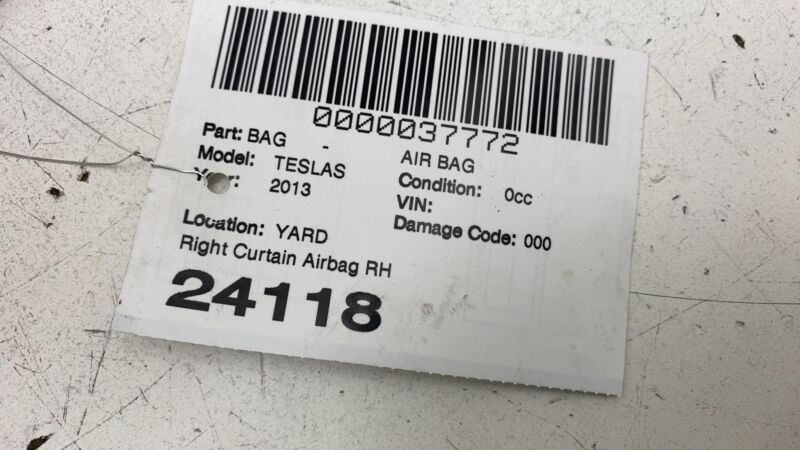 0000037772
Part: BAG -
AIR BAG
Model: TESLAS
Condition: 0cc
Year: 2013
VIN:
Location: YARD
Damage Code: 000
Right Curtain Airbag RH
24118